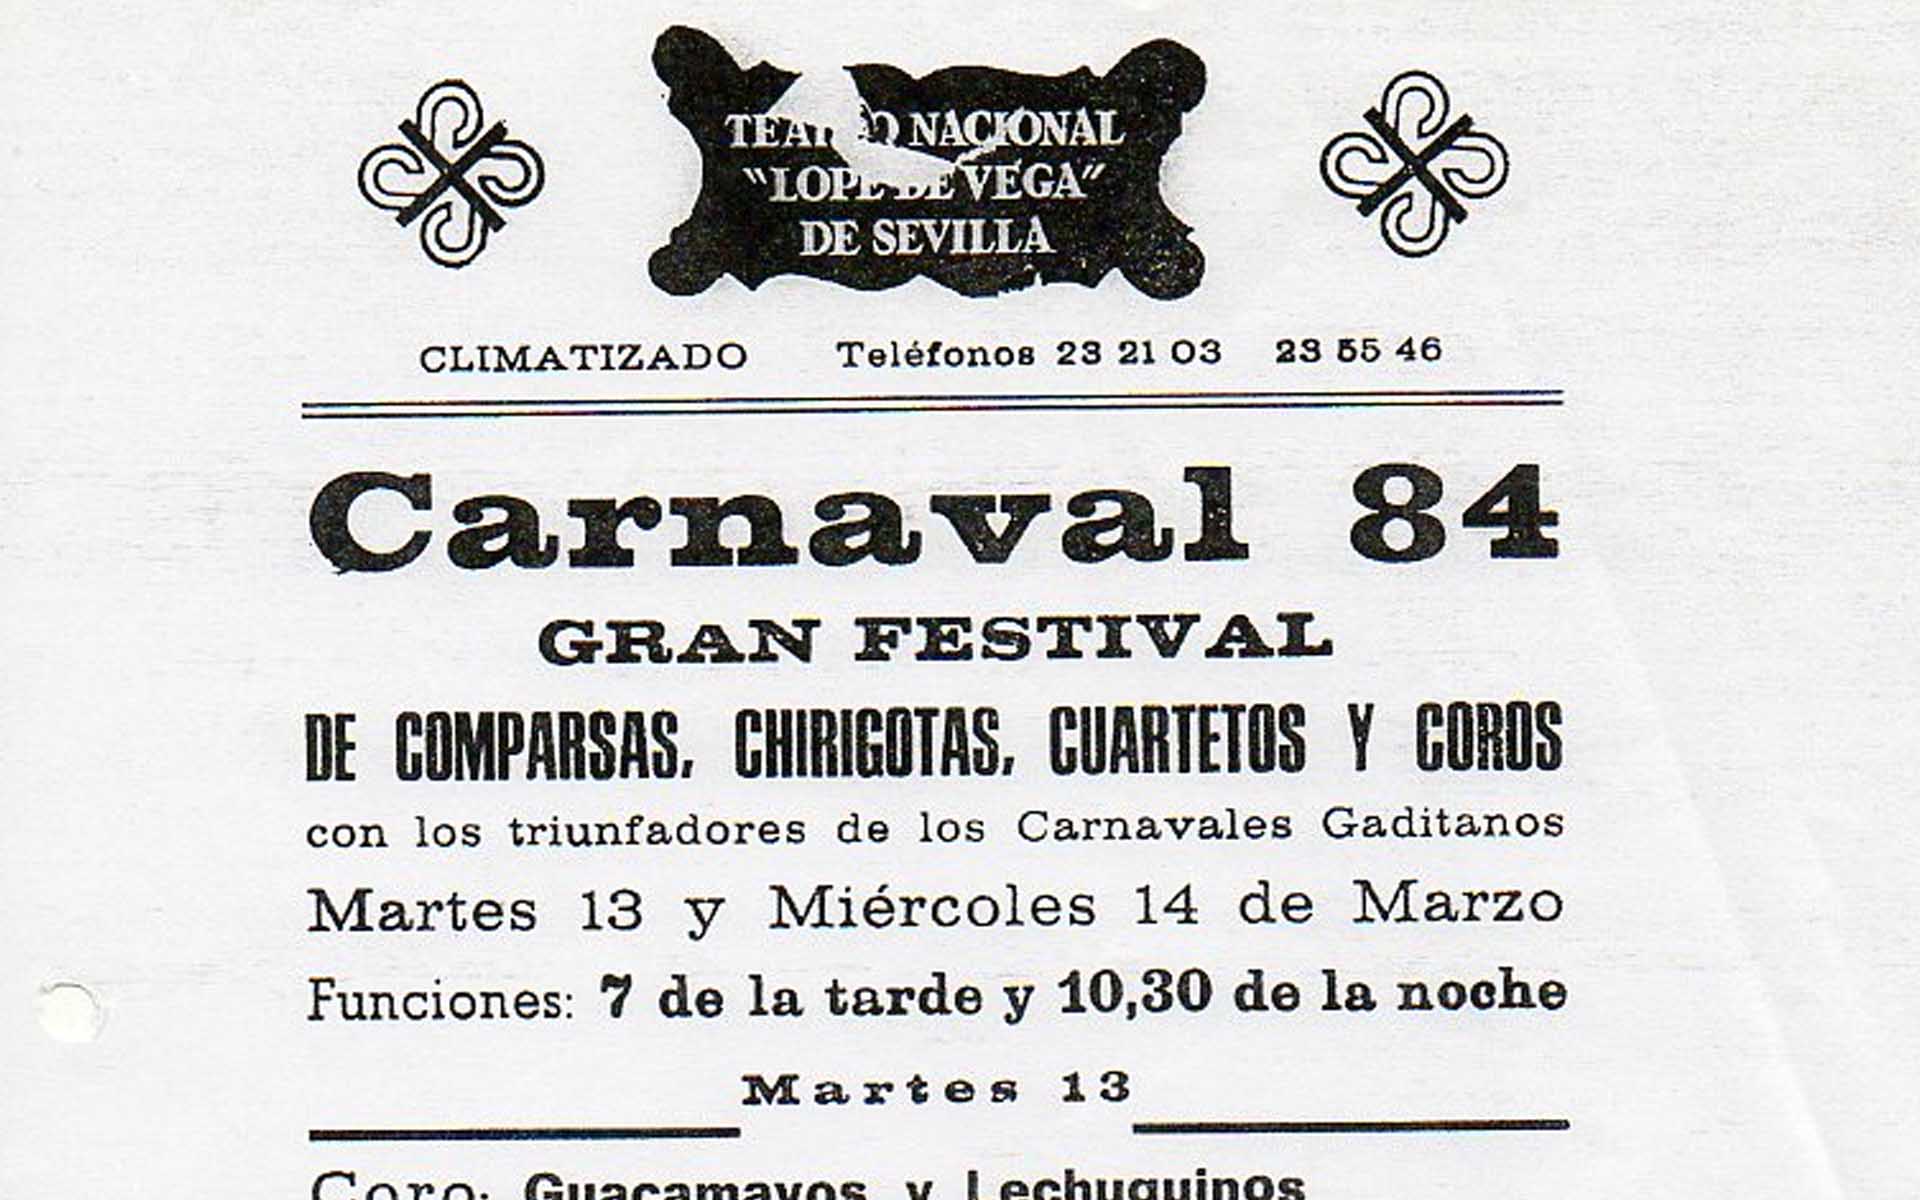 TEATRO NACIONAL
"LOPE DE VEGA"
DE SEVILLA
CLIMATIZADO Teléfonos 23 21 03 23 55 46
Carnaval 84
GRAN FESTIVAL
DE COMPARSAS, CHIRIGOTAS, CUARTETOS Y COROS
con los triunfadores de los Carnavales Gaditanos
Martes 13 y Miércoles 14 de Marzo
Funciones: 7 de la tarde y 10,30 de la noche
Martes 13
Coro: Guacamayos y Lechuguinos